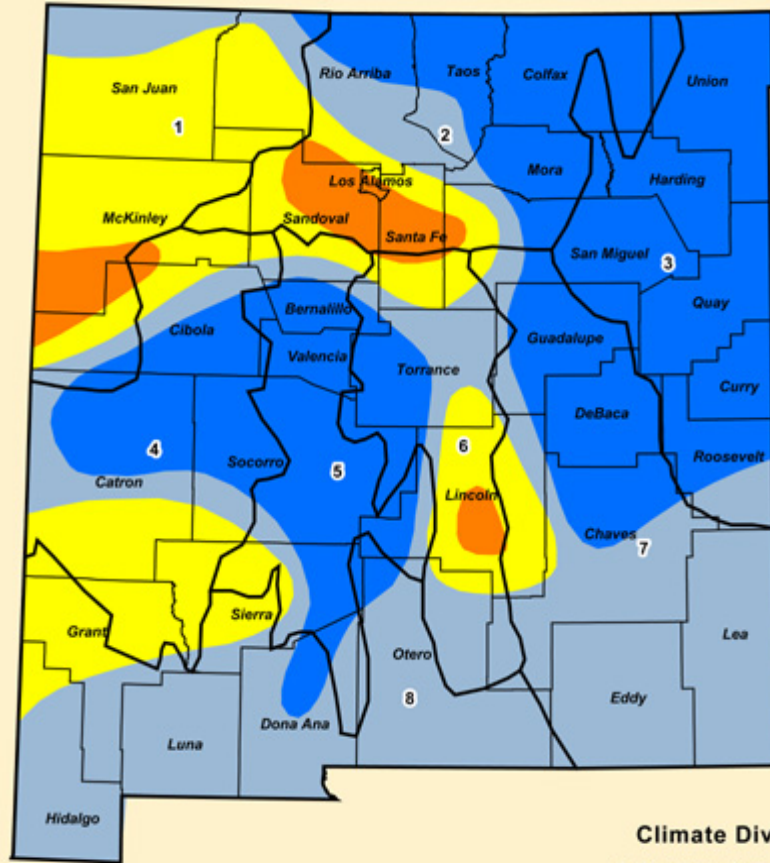 Rio Arriba
Taos
Colfax
Union
San Juan
1
2
Mora
Harding
Los Alamos
McKinley
Sandoval
Santa Fe
San Miguel
3
Quay
Bernalillo
Cibola
Valencia
Guadalupe
Torrance
Curry
DeBaca
4
Socorro
5
6
Roosevelt
Catron
Lincoln
Chaves
7
Sierra
Grant
Otero
Lea
8
Eddy
Dona Ana
Luna
Hidalgo
Climate Div